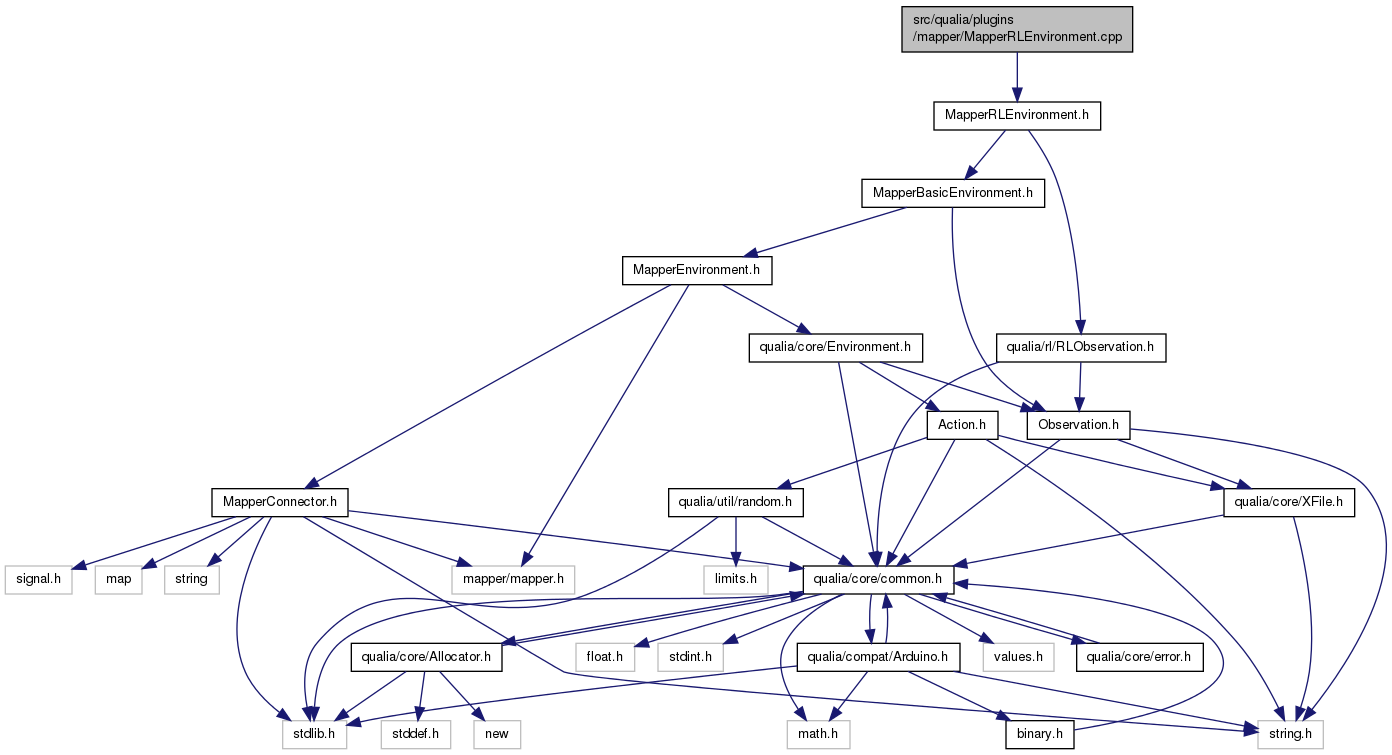 src/qualia/plugins
/mapper/MapperRLEnvironment.cpp
MapperRLEnvironment.h
MapperBasicEnvironment.h
MapperEnvironment.h
qualia/core/Environment.h
qualia/rl/RLObservation.h
Action.h
Observation.h
MapperConnector.h
qualia/util/random.h
qualia/core/XFile.h
signal.h
map
string
mapper/mapper.h
limits.h
qualia/core/common.h
qualia/core/Allocator.h
float.h
stdint.h
qualia/compat/Arduino.h
values.h
qualia/core/error.h
stdlib.h
stddef.h
new
math.h
binary.h
string.h